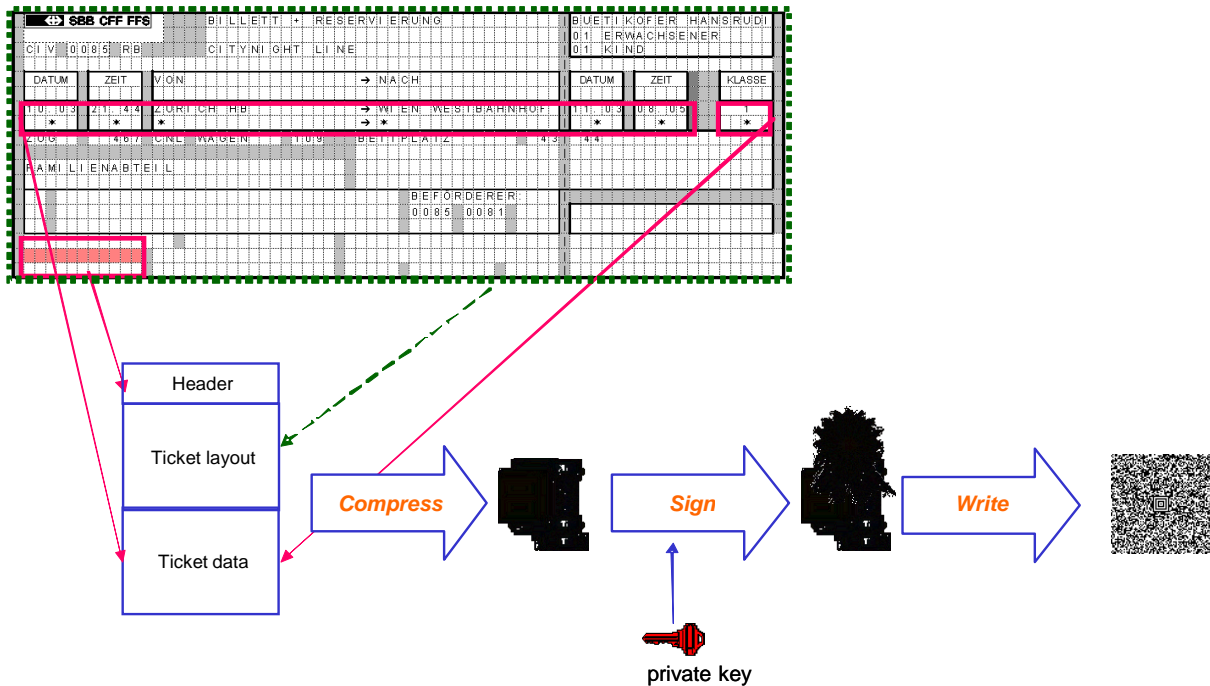 SBB CFF FFS BILLETT + RESERVIERUNG BUETIKOFER HANSRUDI
01 ERWACHSENER
CIV 0085 RB CITYNIGHT LINE 01 KIND
DATUM ZEIT VON → NACH DATUM ZEIT KLASSE
10.03 21.44 ZÜRICH HB → WIEN WESTBAHNHOF 11.03 08.05 1
* * * → * * * *
ZUG 467 CNL WAGEN 109 BETTPLATZ 43 44
FAMILIENABTEIL
BEFÖRDERER:
0085 0081
Header
Ticket layout
Ticket data
Compress
Sign
Write
private key